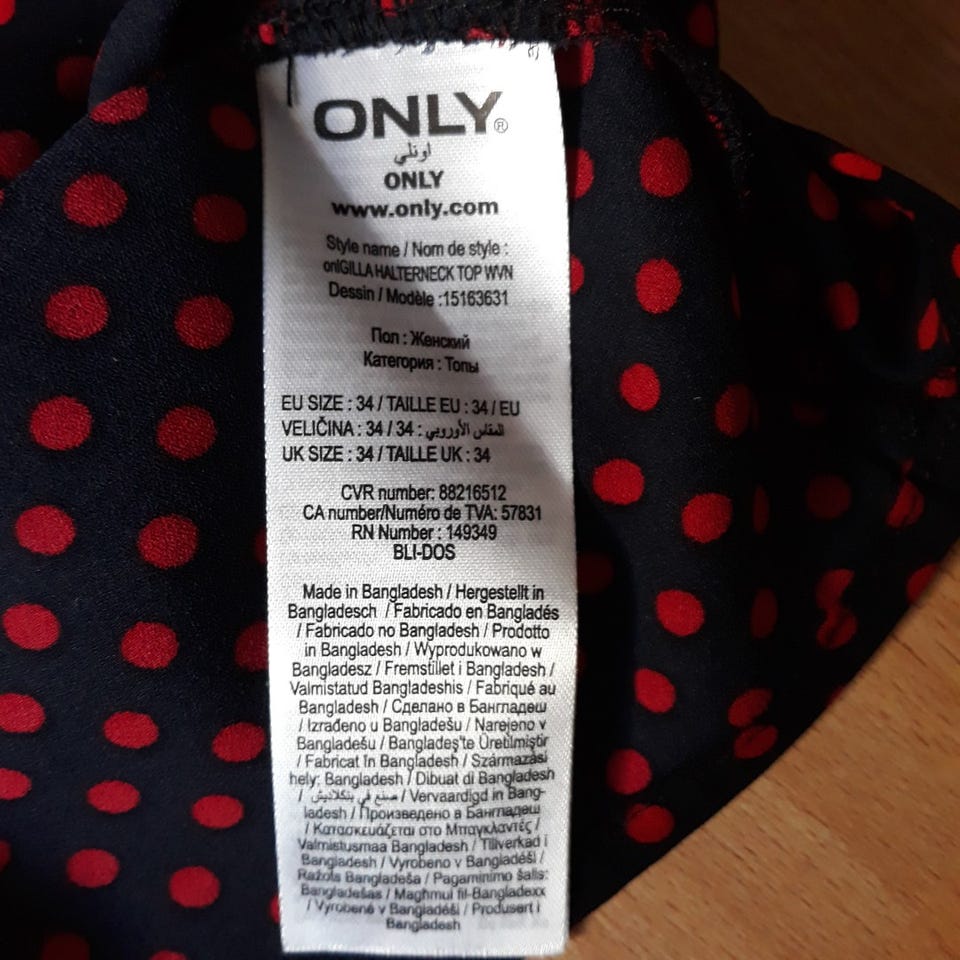 ONLY®
اونلي
ONLY
www.only.com
Style name / Nom de style :
onlGILLA HALTERNECK TOP WVN
Dessin / Modèle :15163631
Пол : Женский
Категория : Топы
EU SIZE : 34 / TAILLE EU : 34 / EU
VELIČINA : 34 / 34 : المقاس الأوروبي
UK SIZE : 34 / TAILLE UK : 34
CVR number: 88216512
CA number/Numéro de TVA: 57831
RN Number : 149349
BLI-DOS
Made in Bangladesh / Hergestellt in
Bangladesch / Fabricado en Bangladés
/ Fabricado no Bangladesh / Prodotto
in Bangladesh / Wyprodukowano w
Bangladesz / Fremstillet i Bangladesh /
Valmistatud Bangladeshis / Fabriqué au
Bangladesh / Сделано в Бангладеш
/ Izrađeno u Bangladešu / Narejeno v
Bangladešu / Bangladeş'te Üretilmiştir
/ Fabricat în Bangladesh / Származási
hely: Bangladesh / Dibuat di Bangladesh
/ صنع في بنگلاديش / Vervaardigd in Bang-
ladesh / Произведено в Бангладеш
/ Κατασκευάζεται στο Μπαγκλαντές /
Valmistusmaa Bangladesh / Tillverkad i
Bangladesh / Vyrobeno v Bangladéši /
Ražots Bangladeša / Pagaminimo šalis:
Bangladešas / Magħmul fil-Bangladexx
/ Vyrobené v Bangladéši / Produsert i
Bangladesh